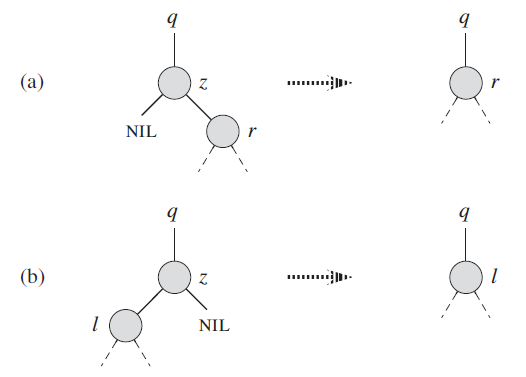 q q
(a) z r
NIL r
q q
(b) z l
l NIL